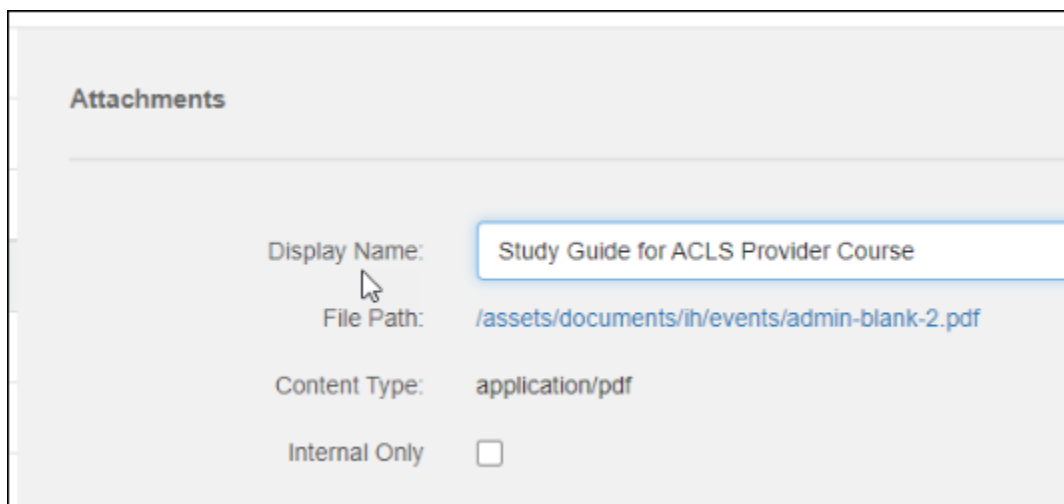 Attachments
Display Name: Study Guide for ACLS Provider Course
File Path: /assets/documents/ih/events/admin-blank-2.pdf
Content Type: application/pdf
Internal Only